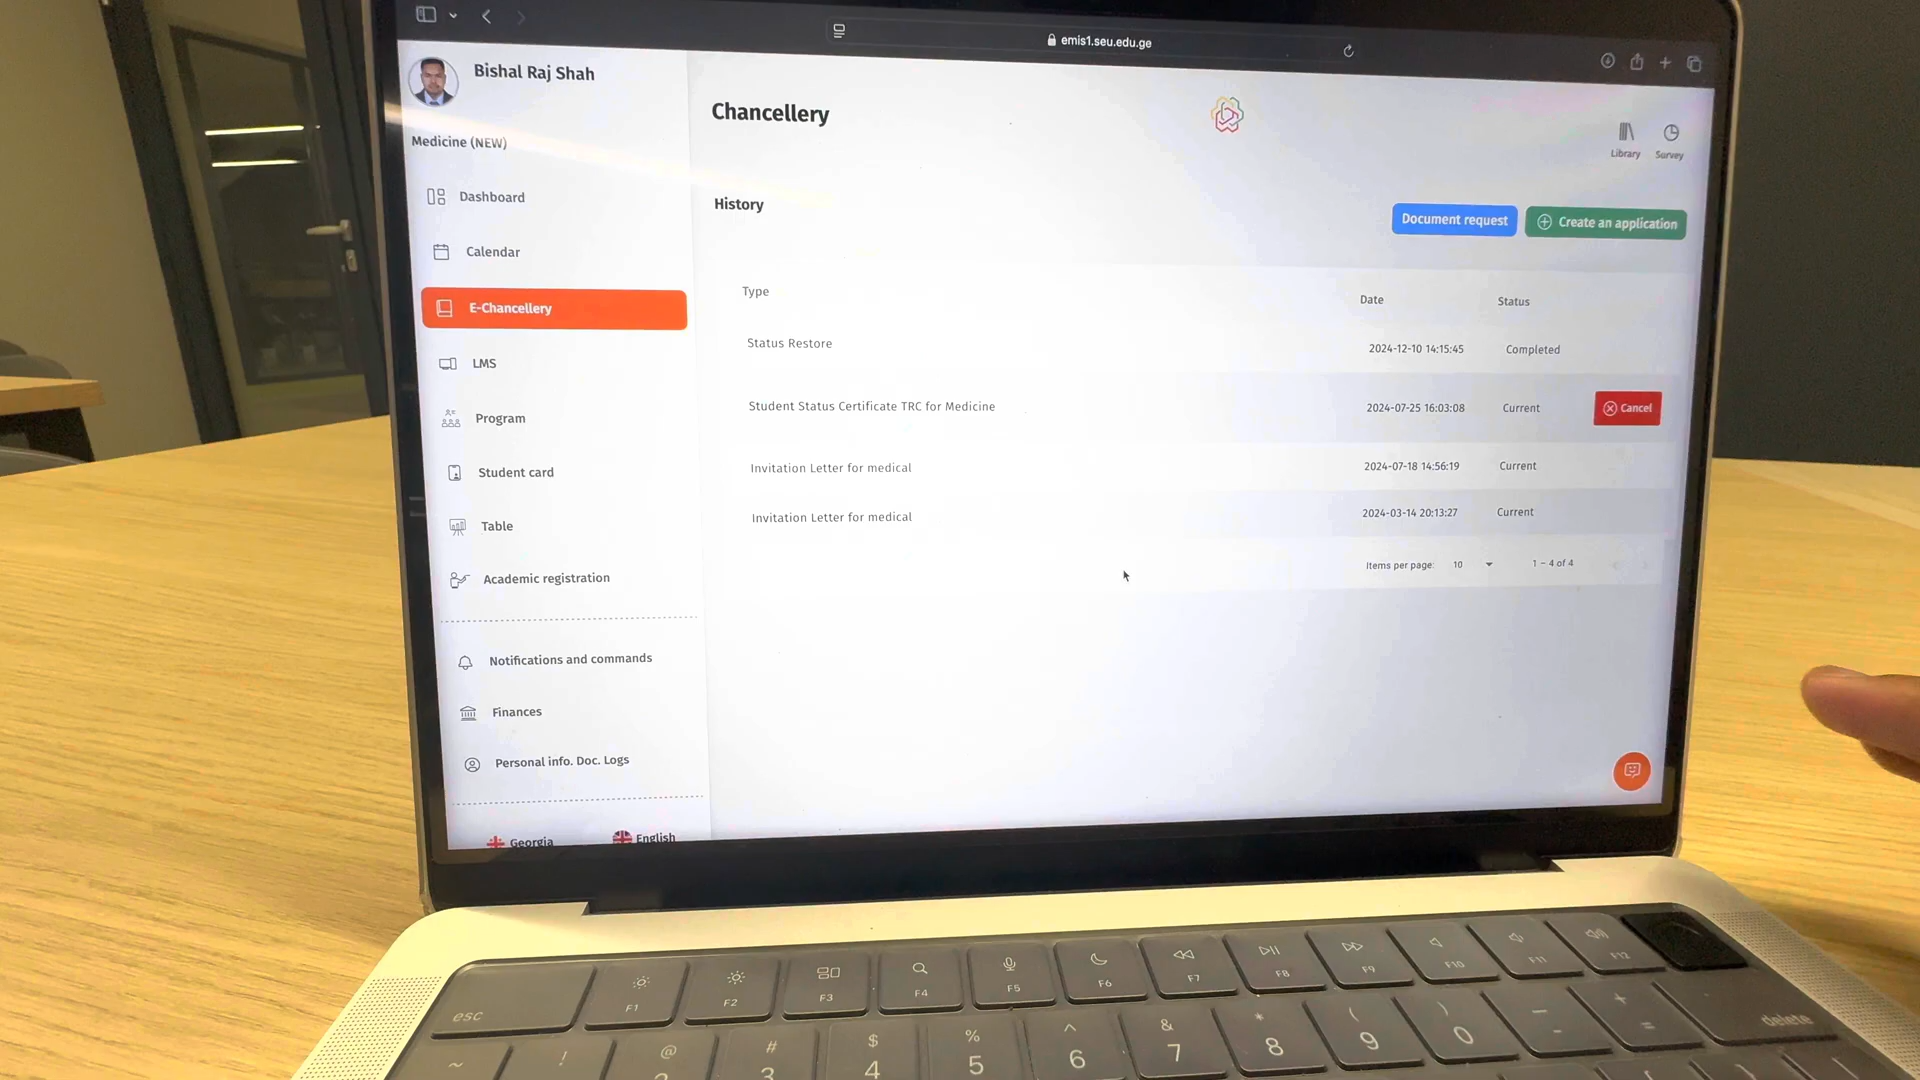 emis1.seu.edu.ge
Bishal Raj Shah
Medicine (NEW)
Dashboard
Calendar
E-Chancellery
LMS
Program
Student card
Table
Academic registration
Notifications and commands
Finances
Personal info. Doc. Logs
Georgia
English
Chancellery
Library
Survey
History
Document request
Create an application
Type Date Status
Status Restore 2024-12-10 14:15:45 Completed
Student Status Certificate TRC for Medicine 2024-07-25 16:03:08 Current Cancel
Invitation Letter for medical 2024-07-18 14:56:19 Current
Invitation Letter for medical 2024-03-14 20:13:27 Current
Items per page: 10 1 – 4 of 4
esc F1 F2 F3 F4 F5 F6 F7 F8 F9 F10 F11 F12
~ ! @ # $ % ^ & * ( ) – + delete
2 3 4 5 6 7 8 9 0 - =